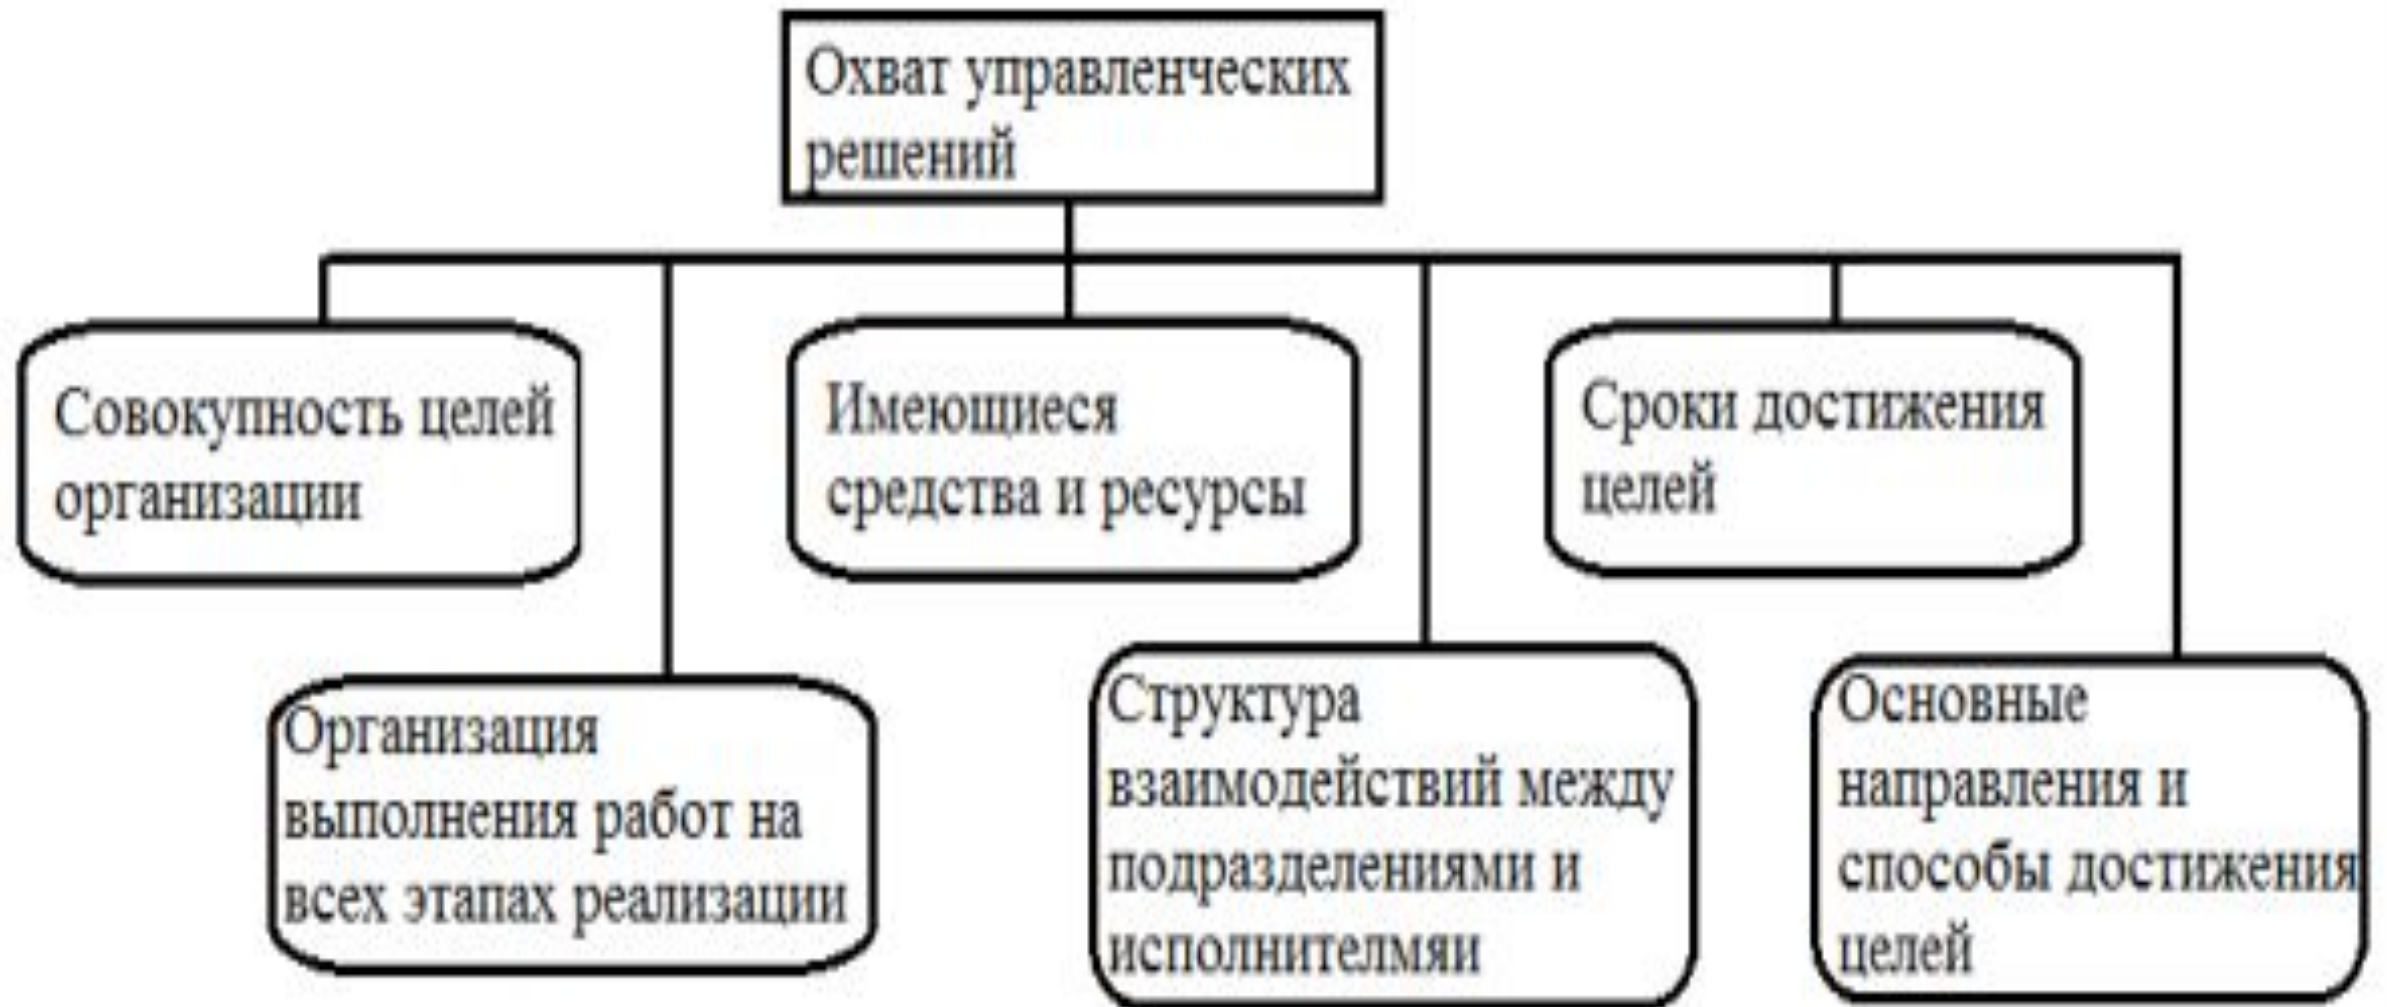 Охват управленческих
решений
Совокупность целей
организации
Имеющиеся
средства и ресурсы
Сроки достижения
целей
Организация
выполнения работ на
всех этапах реализации
Структура
взаимодействий между
подразделениями и
исполнителмяи
Основные
направления и
способы достижения
целей